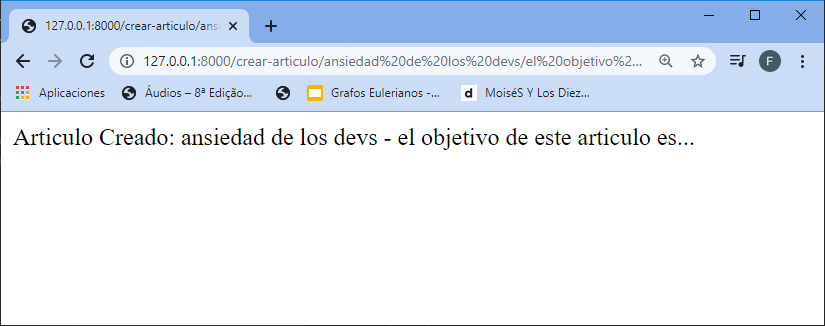 127.0.0.1:8000/crear-articulo/ans
127.0.0.1:8000/crear-articulo/ansiedad%20de%20los%20devs/el%20objetivo%2...
F
Aplicaciones
Áudios – 8ª Edição...
Grafos Eulerianos -...
d
MoiséS Y Los Diez...
Articulo Creado: ansiedad de los devs - el objetivo de este articulo es...